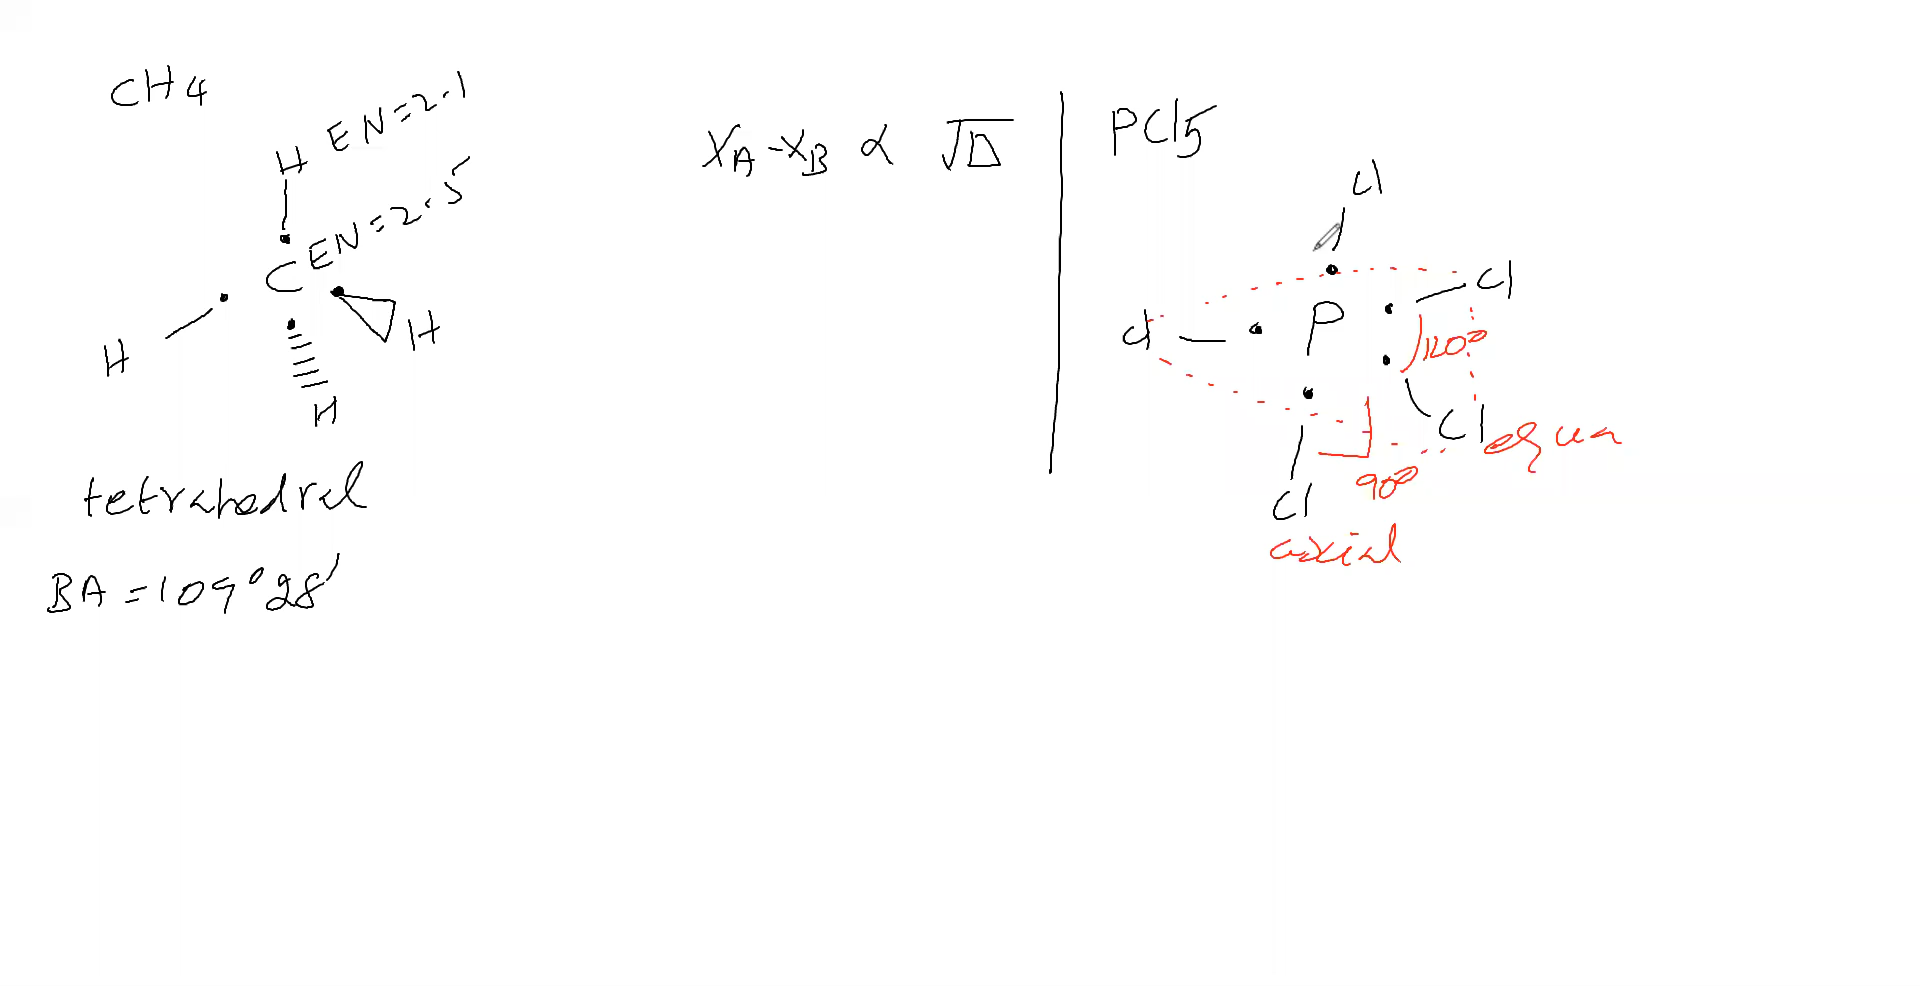 CH4
H EN=2.1
C EN=2.5
H
H
H
tetrahedral
BA=109°28'
XA-XB ∝ √Δ
PCl5
Cl
Cl
Cl
P
120°
Cl equa
90°
Cl
axial